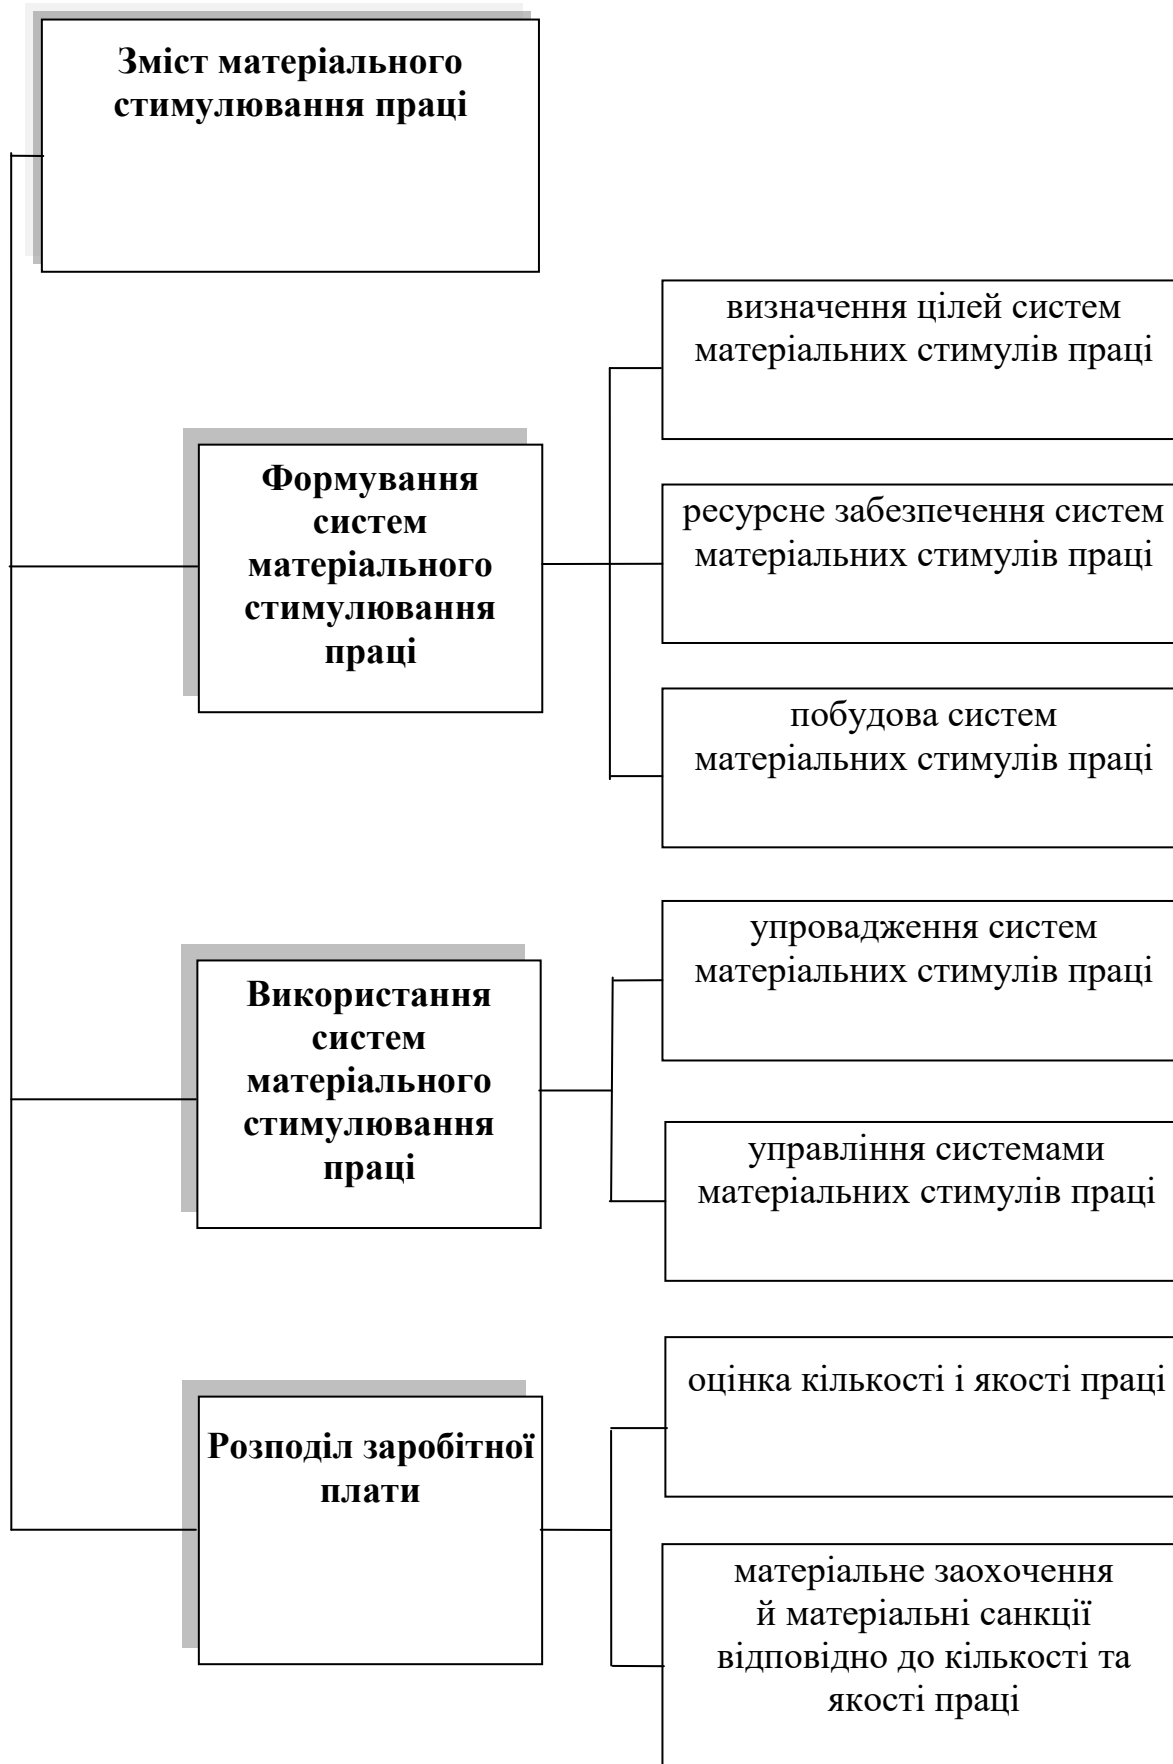 Зміст матеріального
стимулювання праці
визначення цілей систем
матеріальних стимулів праці
Формування
систем
матеріального
стимулювання
праці
ресурсне забезпечення систем
матеріальних стимулів праці
побудова систем
матеріальних стимулів праці
упровадження систем
матеріальних стимулів праці
Використання
систем
матеріального
стимулювання
праці
управління системами
матеріальних стимулів праці
оцінка кількості і якості праці
Розподіл заробітної
плати
матеріальне заохочення
й матеріальні санкції
відповідно до кількості та
якості праці